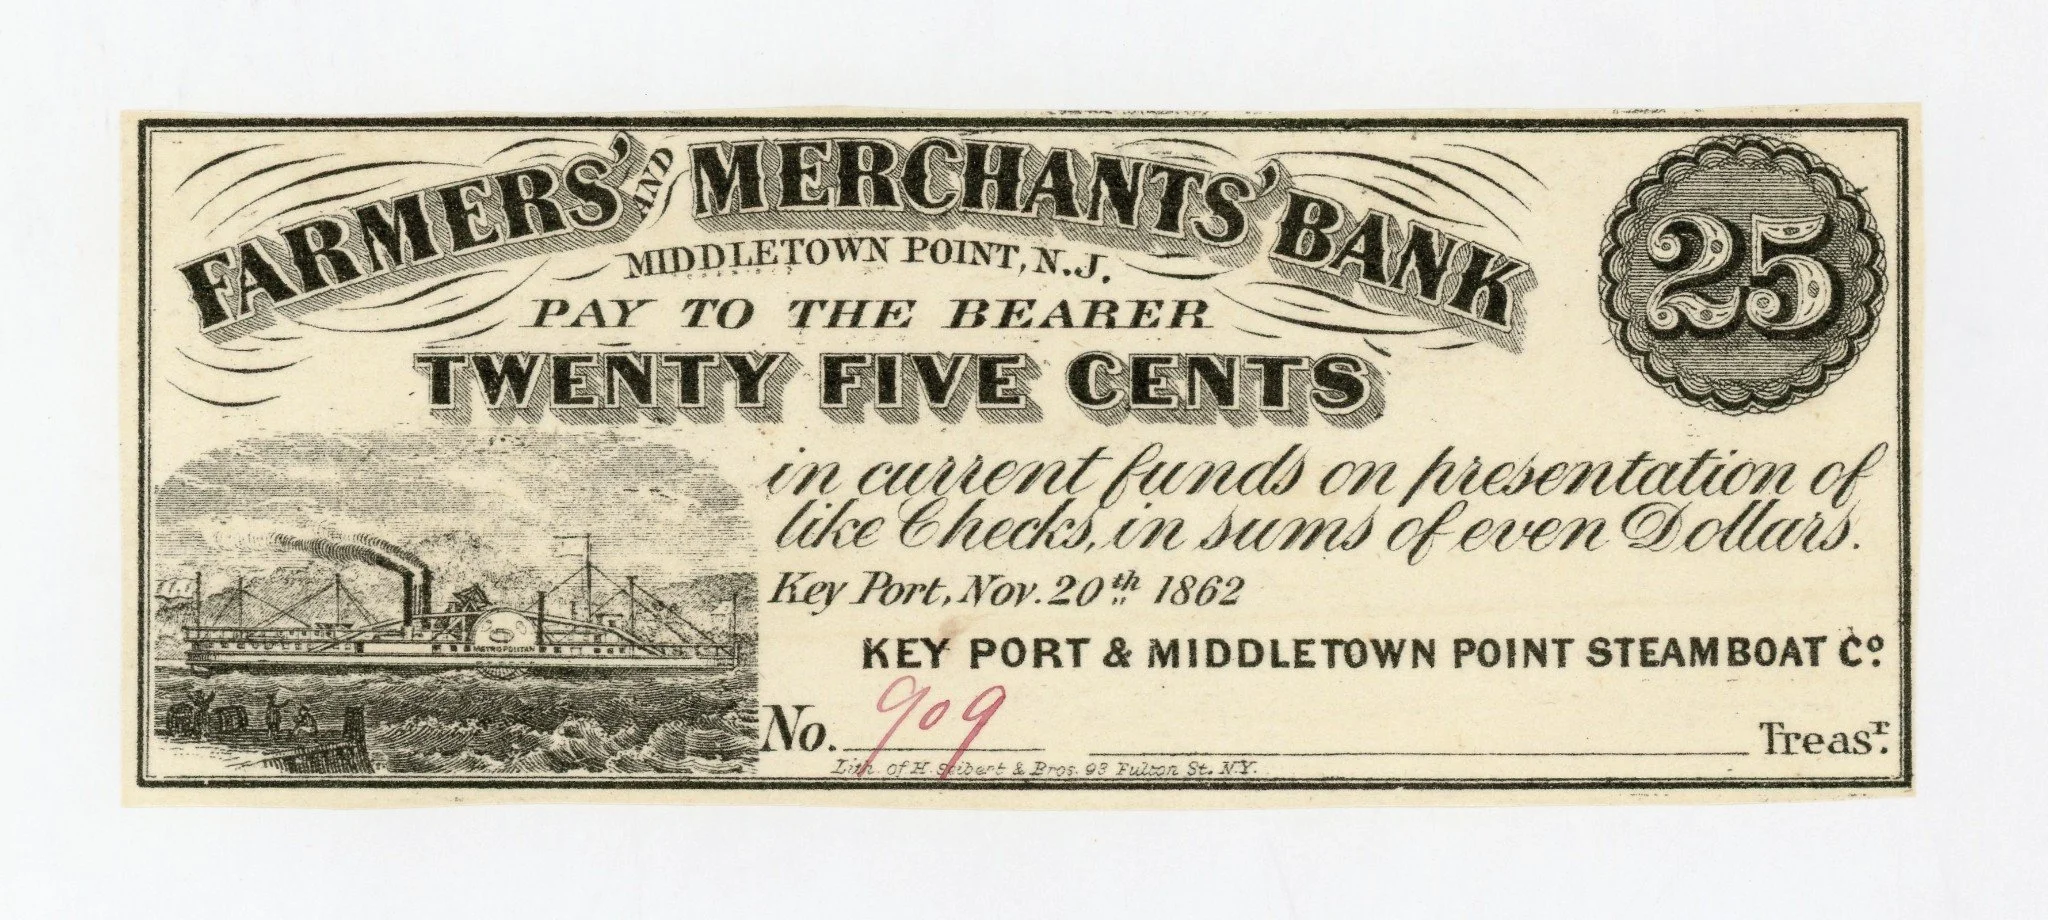 FARMERS' AND MERCHANTS' BANK
25
MIDDLETOWN POINT, N.J.
PAY TO THE BEARER
TWENTY FIVE CENTS
in current funds on presentation of
like Checks, in sums of even Dollars.
Key Port, Nov. 20th 1862
METROPOLITAN
KEY PORT & MIDDLETOWN POINT STEAMBOAT Co.
No. 909 Treasr.
Lith. of H. Seibert & Bros. 93 Fulton St. N.Y.